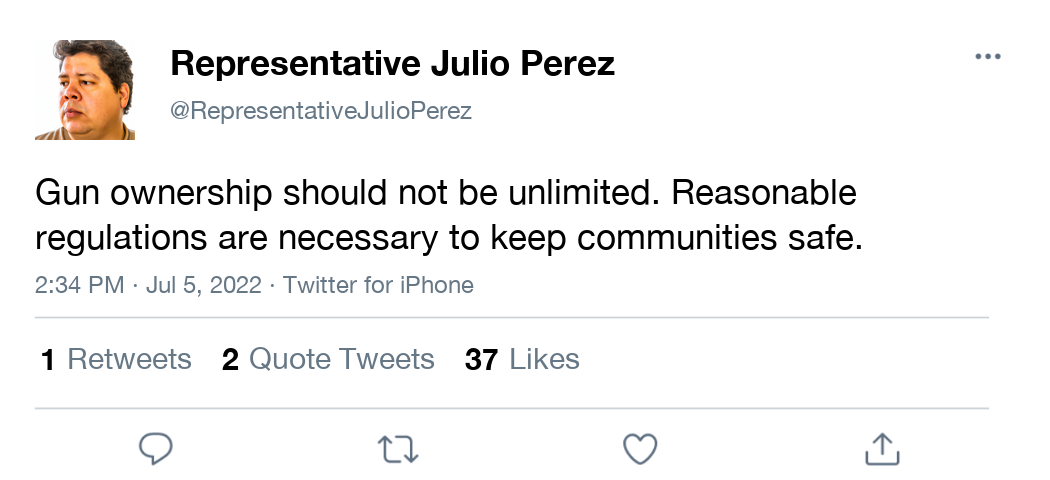 Representative Julio Perez
@RepresentativeJulioPerez
Gun ownership should not be unlimited. Reasonable
regulations are necessary to keep communities safe.
2:34 PM · Jul 5, 2022 · Twitter for iPhone
1 Retweets 2 Quote Tweets 37 Likes